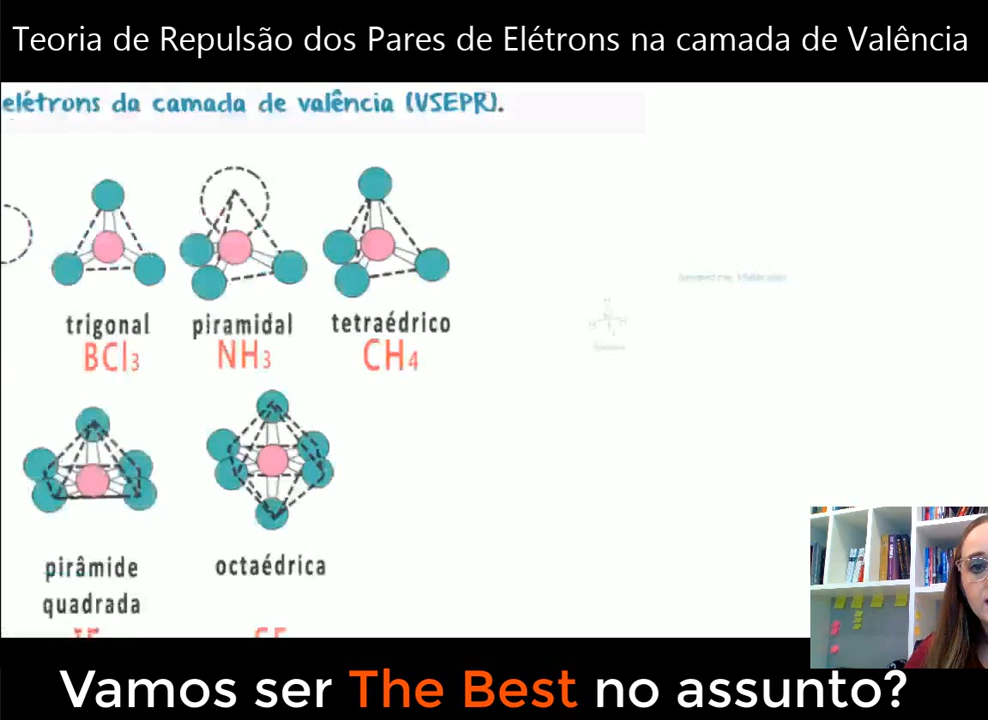 Teoria de Repulsão dos Pares de Elétrons na camada de Valência
elétrons da camada de valência (VSEPR).
trigonal piramidal tetraédrico
BCl3 NH3 CH4
pirâmide quadrada
octaédrica
Vamos ser The Best no assunto?